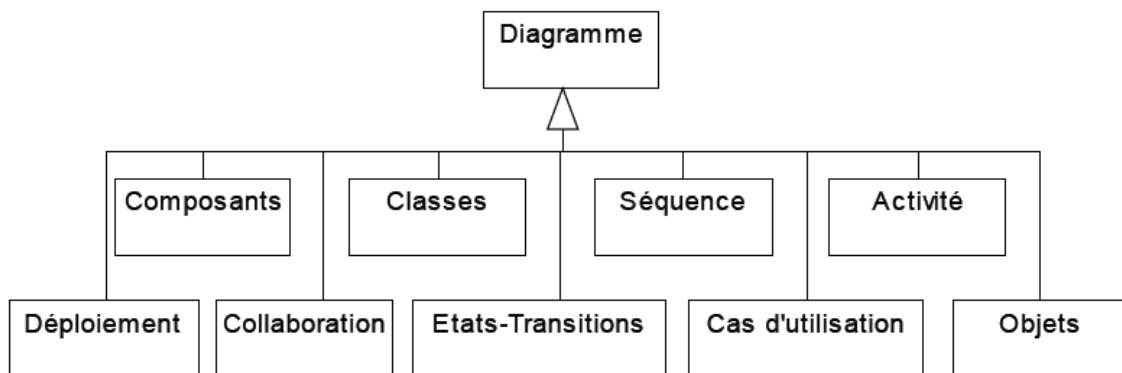 Diagramme
Composants
Classes
Séquence
Activité
Déploiement
Collaboration
Etats-Transitions
Cas d'utilisation
Objets